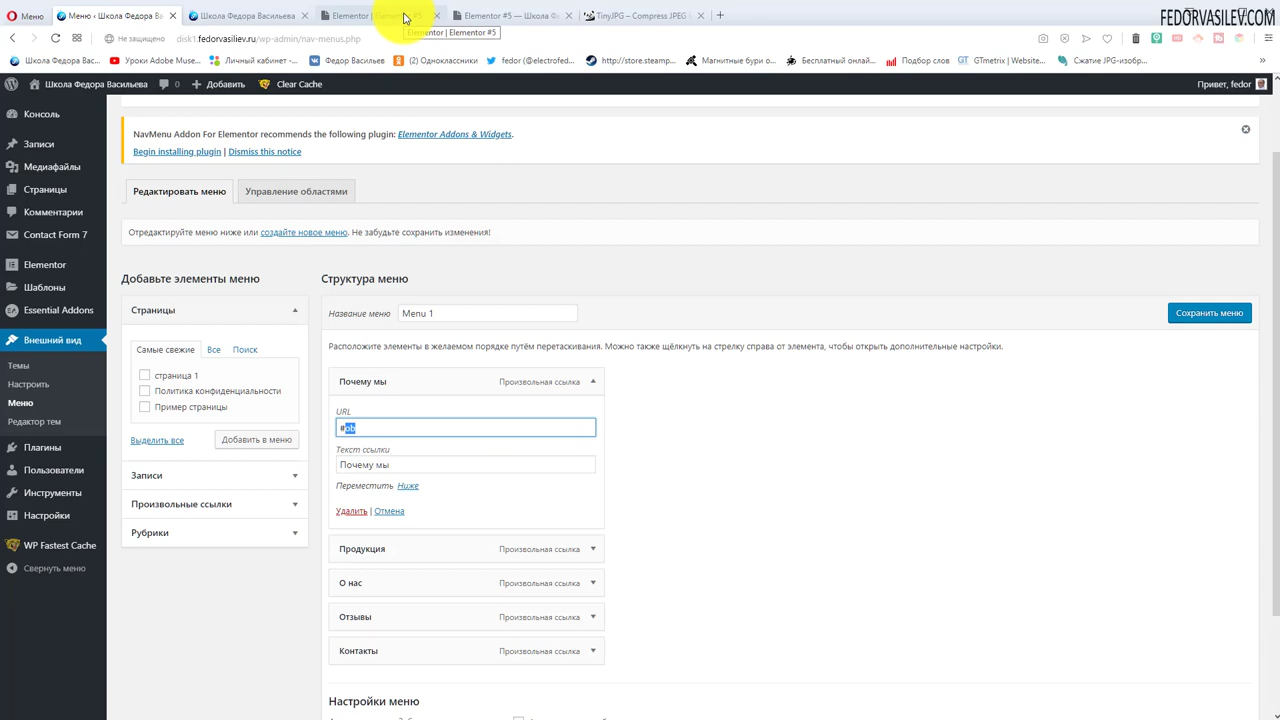 Меню
Меню ‹ Школа Федора Ва
Школа Федора Васильева
Elementor | Elementor #5
Elementor #5 — Школа Ф
TinyJPG – Compress JPEG
FEDORVASILEV.COM
Elementor | Elementor #5
Не защищено
disk1.fedorvasiliev.ru/wp-admin/nav-menus.php
Школа Федора Вас...
Уроки Adobe Muse...
Личный кабинет -...
Федор Васильев
(2) Одноклассники
fedor (@electrofed...
http://store.steamp...
Магнитные бури о...
Бесплатный онлай...
Подбор слов
GTmetrix | Website...
Сжатие JPG-изобр...
Школа Федора Васильева
0
Добавить
Clear Cache
Привет, fedor
Консоль
Записи
Медиафайлы
Страницы
Комментарии
Contact Form 7
Elementor
Шаблоны
Essential Addons
Внешний вид
Темы
Настроить
Меню
Редактор тем
Плагины
Пользователи
Инструменты
Настройки
WP Fastest Cache
Свернуть меню
NavMenu Addon For Elementor recommends the following plugin: Elementor Addons & Widgets.
Begin installing plugin | Dismiss this notice
Редактировать меню
Управление областями
Отредактируйте меню ниже или создайте новое меню. Не забудьте сохранить изменения!
Добавьте элементы меню
Страницы
Самые свежие
Все
Поиск
страница 1
Политика конфиденциальности
Пример страницы
Выделить все
Добавить в меню
Записи
Произвольные ссылки
Рубрики
Структура меню
Название меню
Menu 1
Сохранить меню
Расположите элементы в желаемом порядке путём перетаскивания. Можно также щёлкнуть на стрелку справа от элемента, чтобы открыть дополнительные настройки.
Почему мы
Произвольная ссылка
URL
#ob
Текст ссылки
Почему мы
Переместить Ниже
Удалить | Отмена
Продукция
Произвольная ссылка
О нас
Произвольная ссылка
Отзывы
Произвольная ссылка
Контакты
Произвольная ссылка
Настройки меню